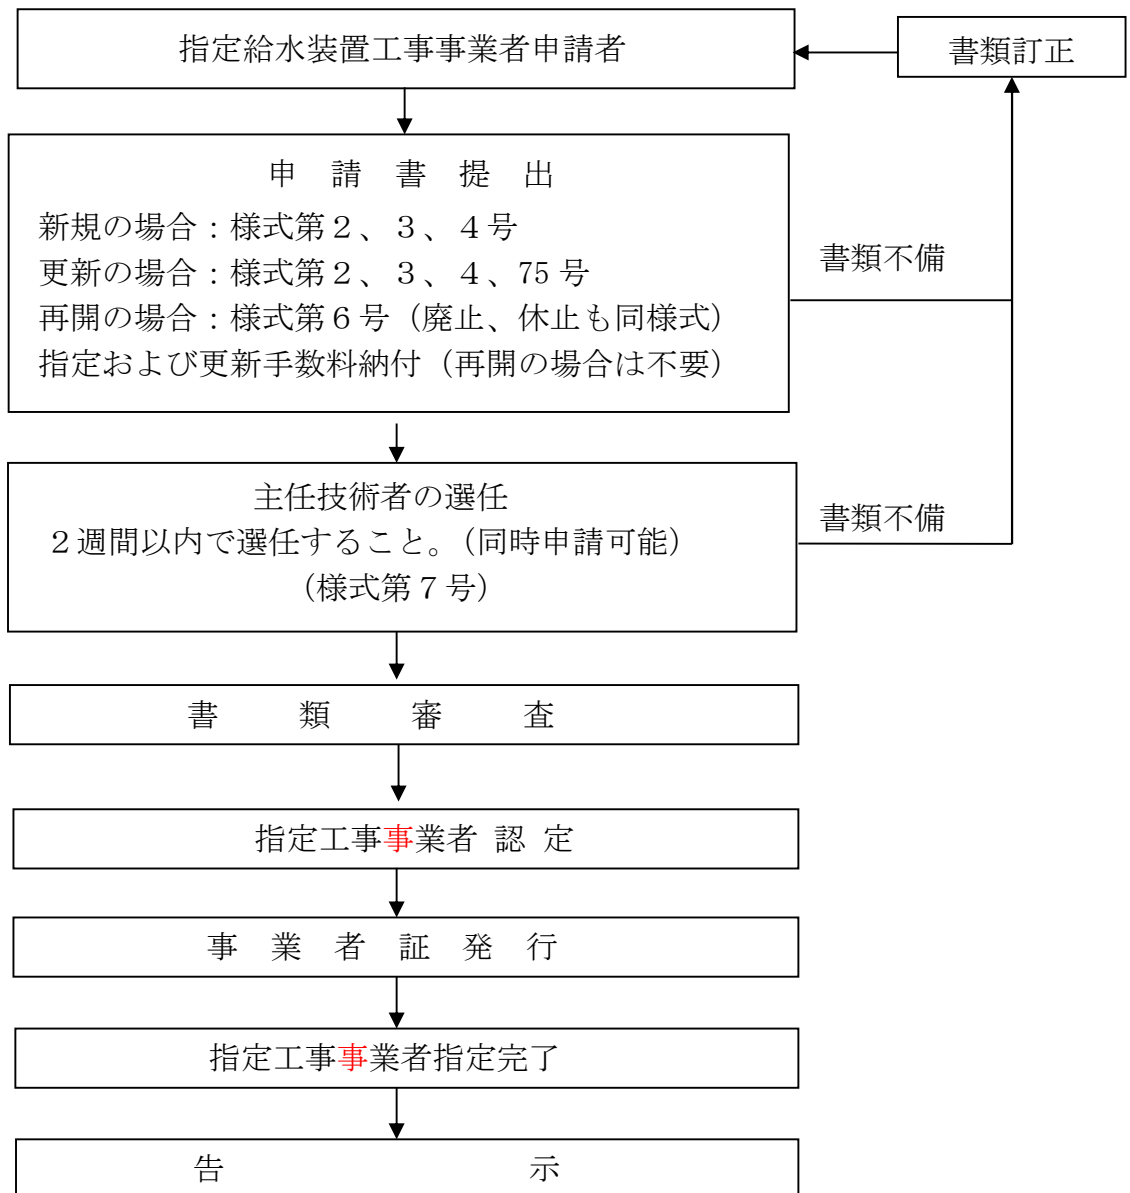 指定給水装置工事事業者申請者
書類訂正
申 請 書 提 出
新規の場合：様式第２、３、４号
更新の場合：様式第２、３、４、75 号
再開の場合：様式第６号（廃止、休止も同様式）
指定および更新手数料納付（再開の場合は不要）
書類不備
主任技術者の選任
２週間以内で選任すること。（同時申請可能）
（様式第７号）
書類不備
書 類 審 査
指定工事事業者 認 定
事 業 者 証 発 行
指定工事事業者指定完了
告 示